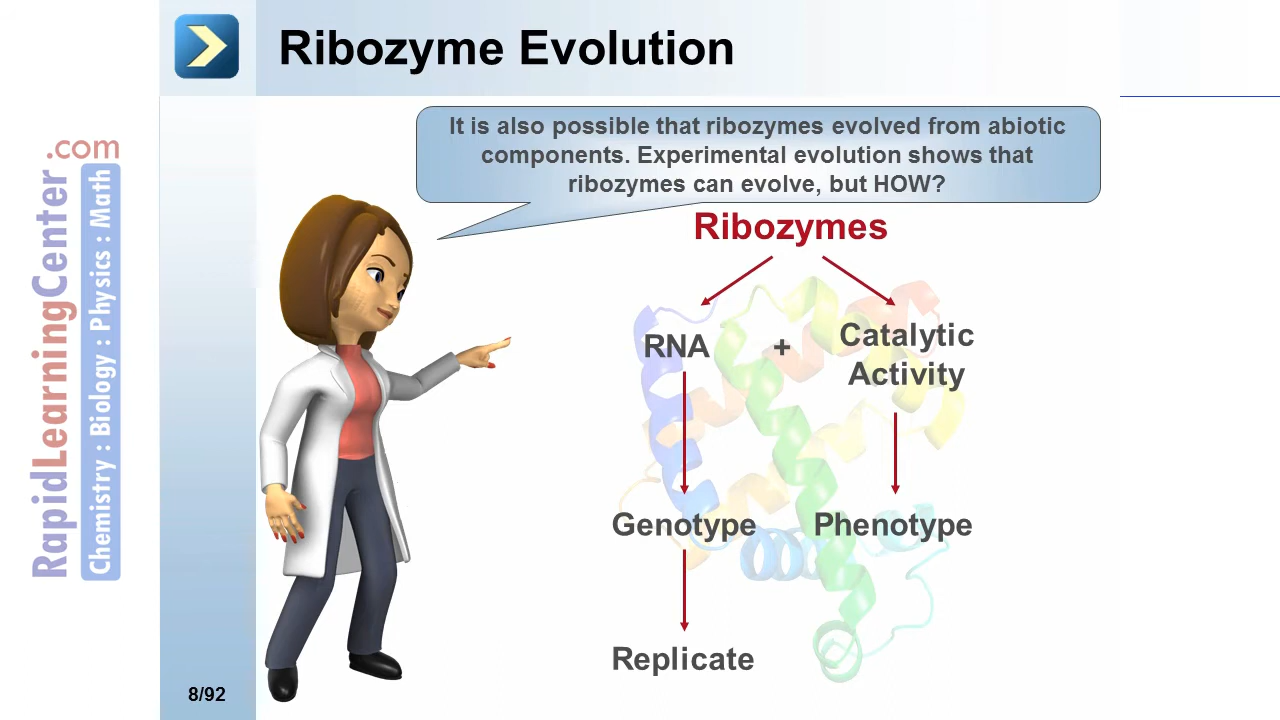 Ribozyme Evolution
It is also possible that ribozymes evolved from abiotic
components. Experimental evolution shows that
ribozymes can evolve, but HOW?
Ribozymes
RNA + Catalytic
Activity
Genotype Phenotype
Replicate
RapidLearningCenter.com
Chemistry : Biology : Physics : Math
8/92